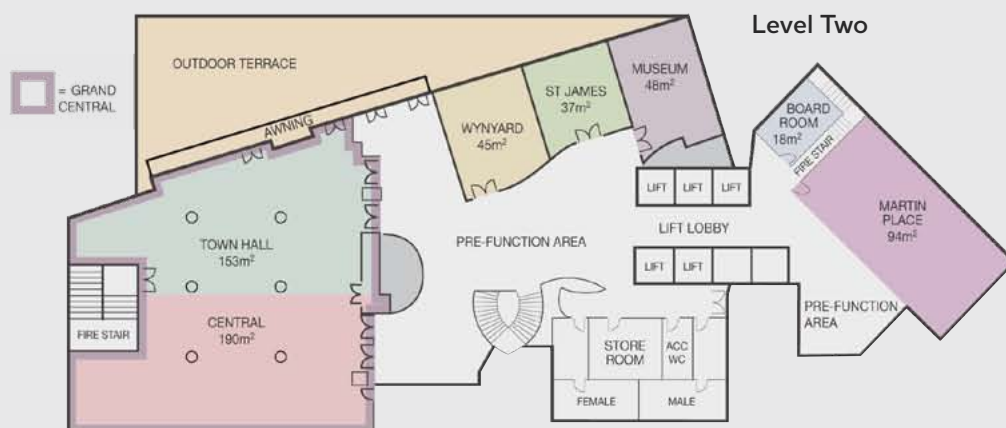 Level Two
OUTDOOR TERRACE
= GRAND
CENTRAL
AWNING
WYNYARD
45m²
ST JAMES
37m²
MUSEUM
48m²
BOARD
ROOM
18m²
FIRE STAIR
MARTIN
PLACE
94m²
LIFT
LIFT
LIFT
LIFT LOBBY
LIFT
LIFT
PRE-FUNCTION AREA
PRE-FUNCTION
AREA
TOWN HALL
153m²
CENTRAL
190m²
FIRE STAIR
STORE
ROOM
ACC
WC
FEMALE
MALE